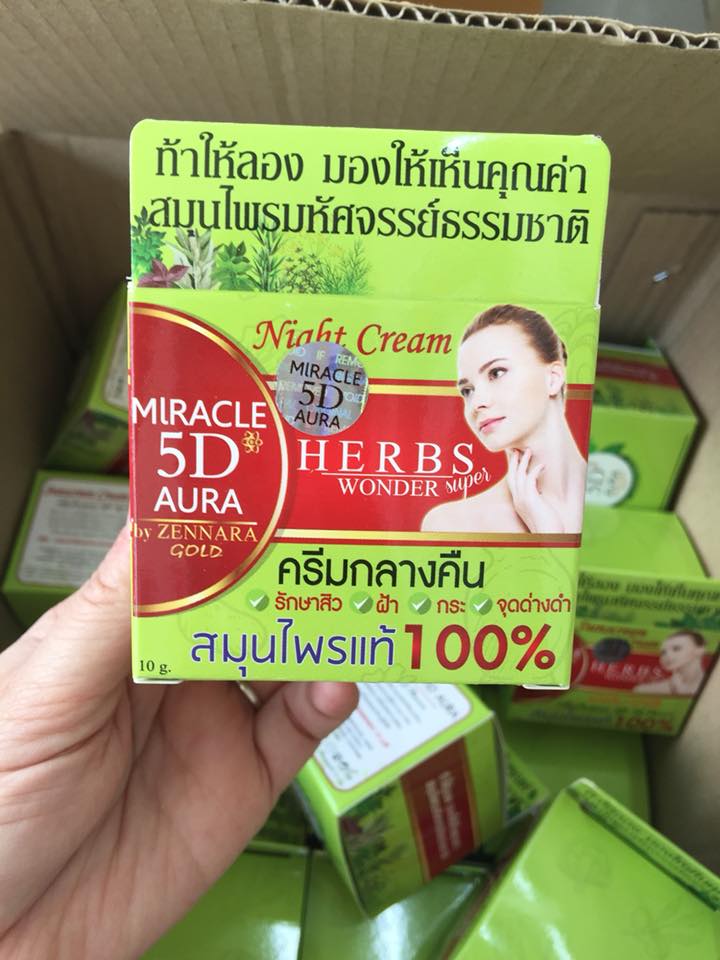 ท้าให้ลอง มองให้เห็นคุณค่า
สมุนไพรมหัศจรรย์ธรรมชาติ
Night Cream
MIRACLE
5D
AURA
MIRACLE
5D
AURA
by ZENNARA
GOLD
HERBS
WONDER super
ครีมกลางคืน
รักษาสิว ฝ้า กระ จุดด่างดำ
สมุนไพรแท้ 100%
10 g.
HERBS
100%